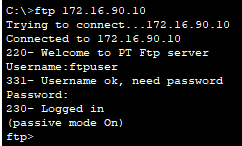 C:\>ftp 172.16.90.10
Trying to connect...172.16.90.10
Connected to 172.16.90.10
220- Welcome to PT Ftp server
Username:ftpuser
331- Username ok, need password
Password:
230- Logged in
(passive mode On)
ftp>